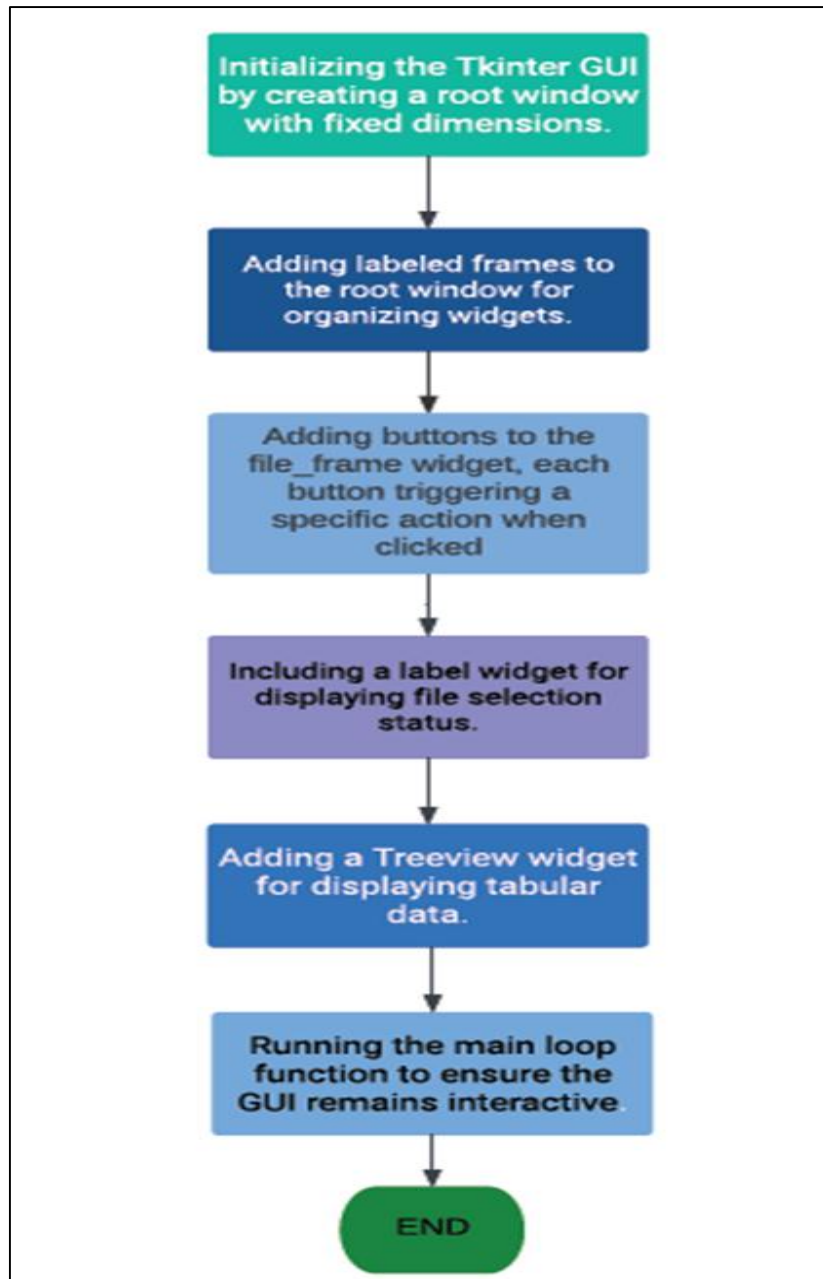 Initializing the Tkinter GUI
by creating a root window
with fixed dimensions.
Adding labeled frames to
the root window for
organizing widgets.
Adding buttons to the
file_frame widget, each
button triggering a
specific action when
clicked
Including a label widget for
displaying file selection
status.
Adding a Treeview widget
for displaying tabular
data.
Running the main loop
function to ensure the
GUI remains interactive.
END